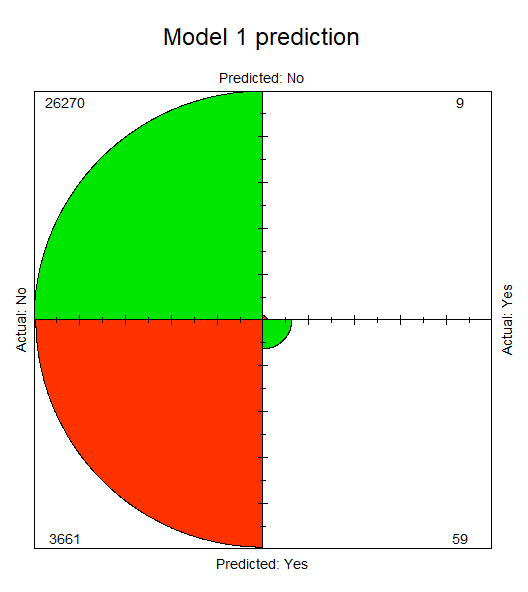 Model 1 prediction
Predicted: No
26270
9
Actual: No
Actual: Yes
3661
59
Predicted: Yes